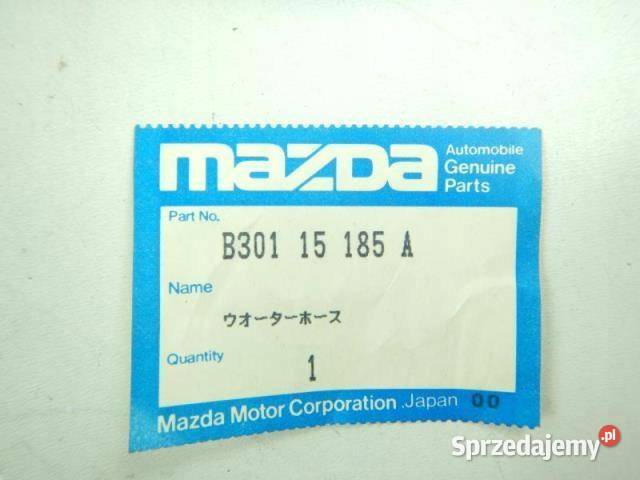 mazda
Automobile
Genuine
Parts
Part No.
B301 15 185 A
Name
ウオーターホース
Quantity
1
Mazda Motor Corporation .Japan 00
Sprzedajemy.pl